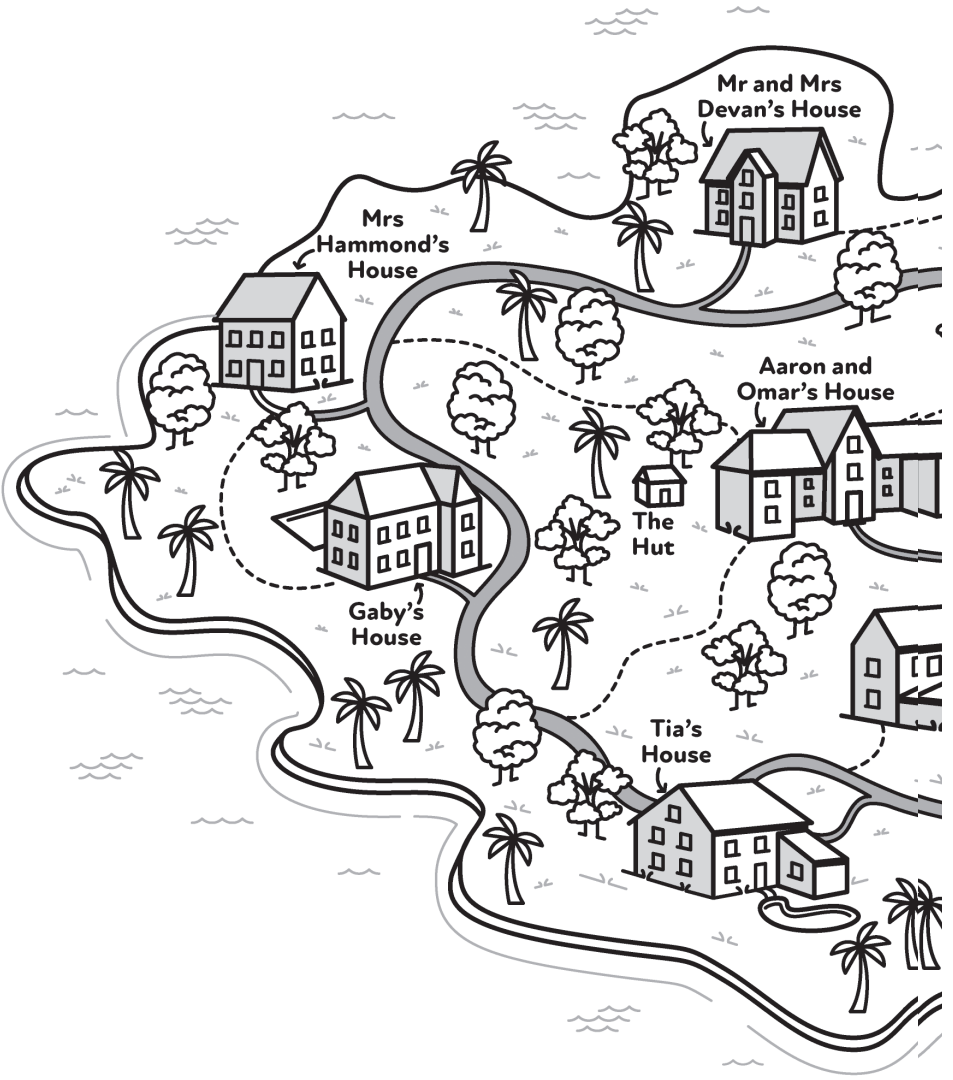 Mr and Mrs
Devan's House
Mrs
Hammond's
House
Aaron and
Omar's House
The
Hut
Gaby's
House
Tia's
House